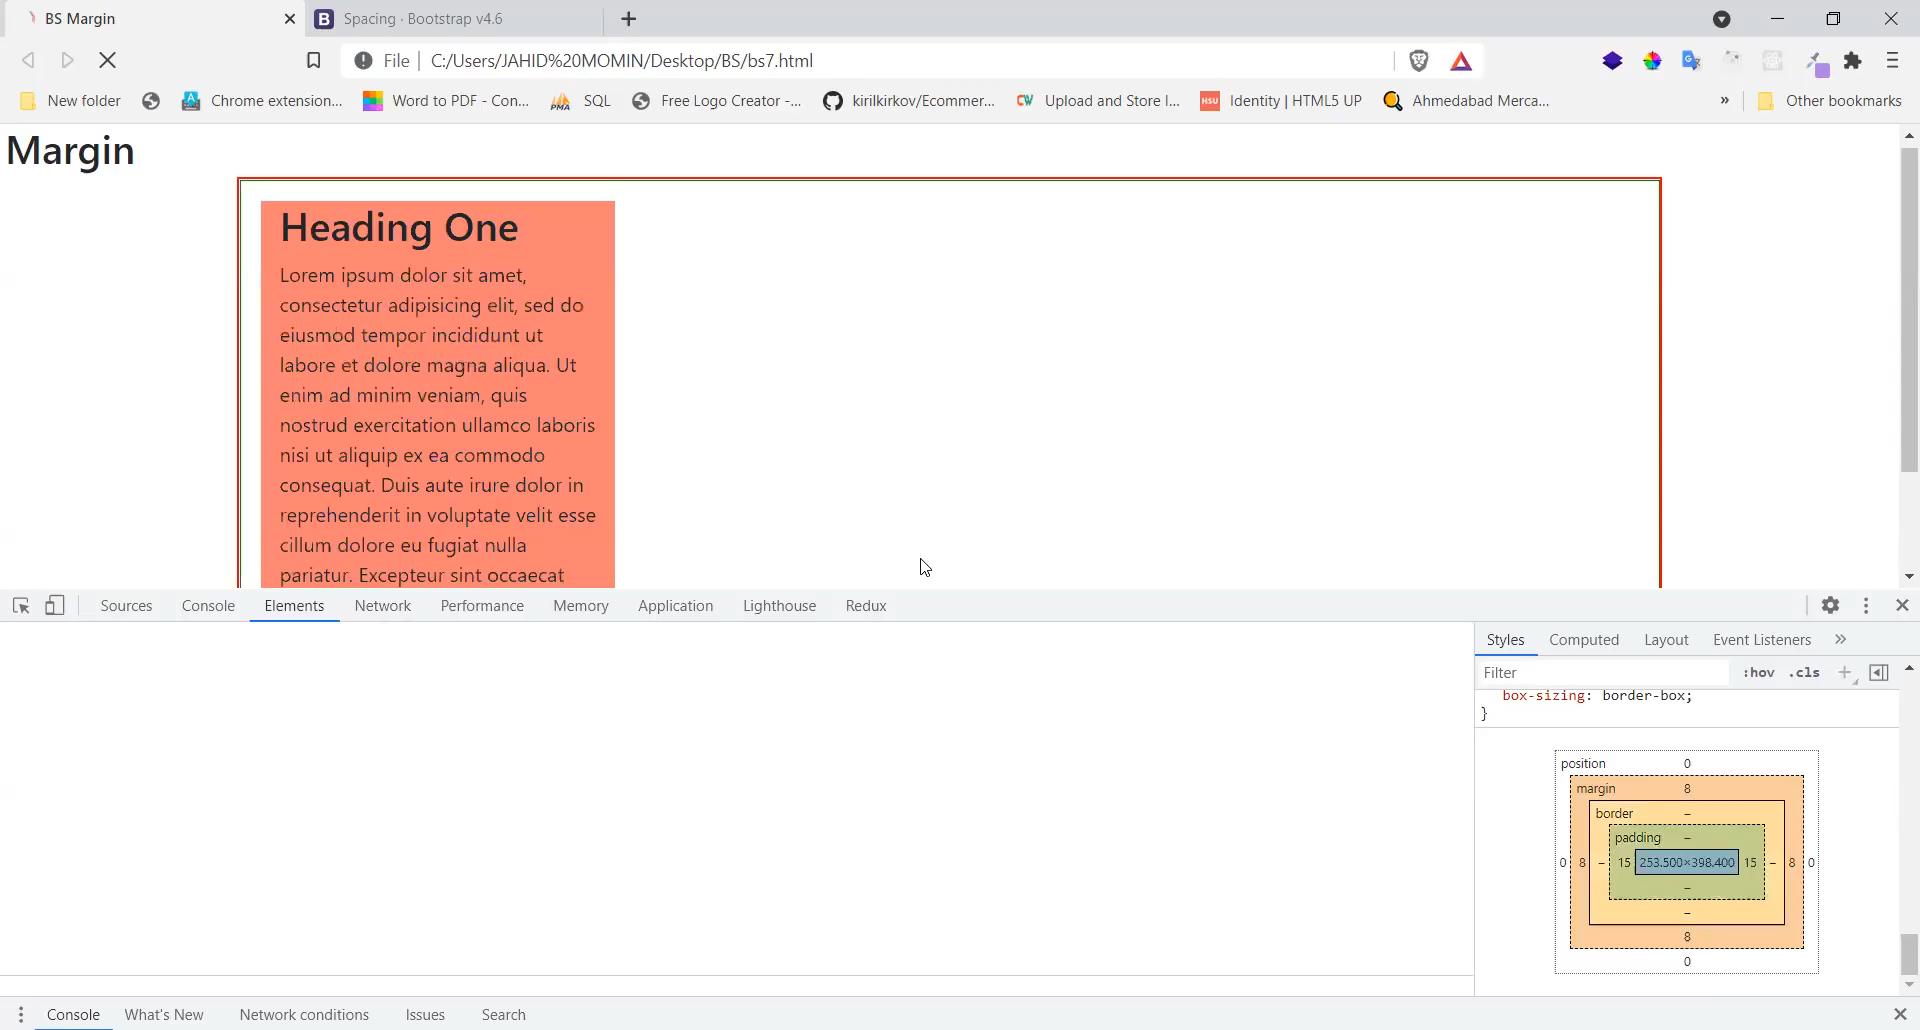 BS Margin
Spacing · Bootstrap v4.6
File C:/Users/JAHID%20MOMIN/Desktop/BS/bs7.html
New folder Chrome extension... Word to PDF - Con... PMA SQL Free Logo Creator -... kirilkirkov/Ecommer... CW Upload and Store I... HSU Identity | HTML5 UP Ahmedabad Merca... » Other bookmarks
Margin
Heading One
Lorem ipsum dolor sit amet,
consectetur adipisicing elit, sed do
eiusmod tempor incididunt ut
labore et dolore magna aliqua. Ut
enim ad minim veniam, quis
nostrud exercitation ullamco laboris
nisi ut aliquip ex ea commodo
consequat. Duis aute irure dolor in
reprehenderit in voluptate velit esse
cillum dolore eu fugiat nulla
pariatur. Excepteur sint occaecat
Sources Console Elements Network Performance Memory Application Lighthouse Redux
Styles Computed Layout Event Listeners »
Filter :hov .cls
box-sizing: border-box;
}
position 0
margin 8
border –
padding –
0 8 – 15 253.500×398.400 15 – 8 0
–
–
8
0
Console What's New Network conditions Issues Search